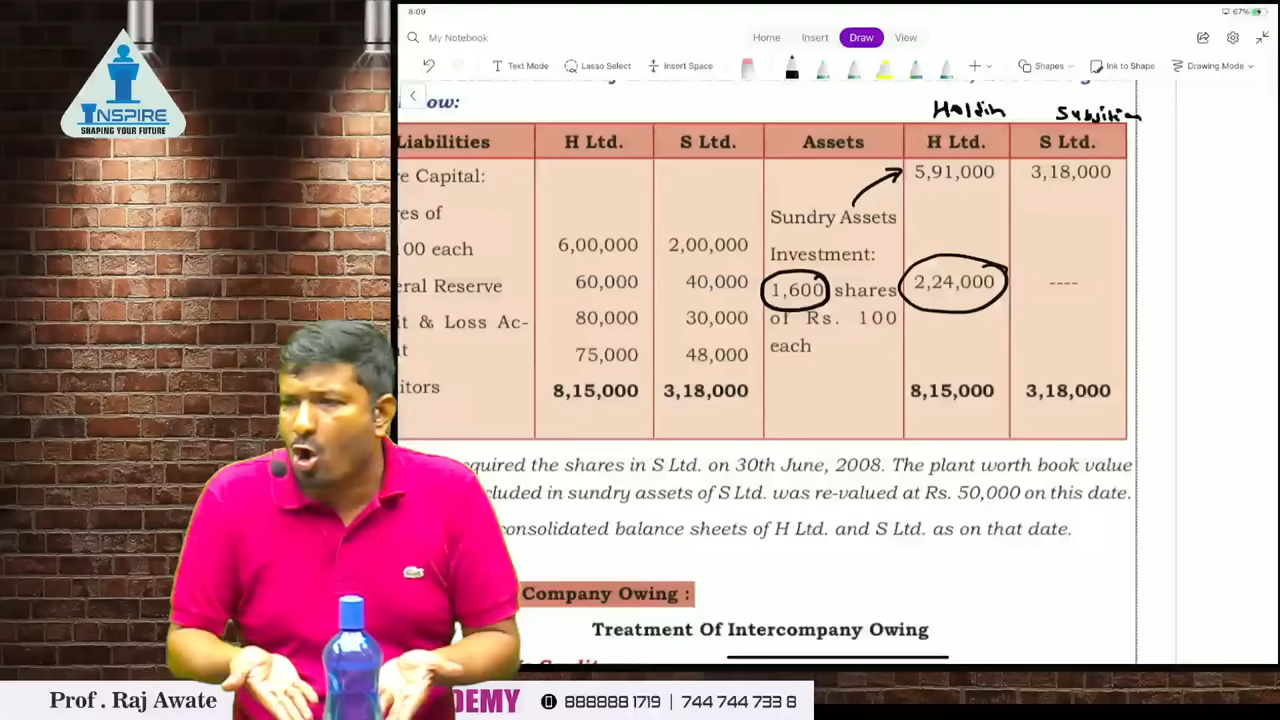 8:09
67%
My Notebook
Home Insert Draw View
Text Mode Lasso Select Insert Space Shapes Ink to Shape Drawing Mode
INSPIRE
SHAPING YOUR FUTURE
ow:
Holdin
Liabilities H Ltd. S Ltd. Assets H Ltd. S Ltd.
re Capital: 5,91,000 3,18,000
res of Sundry Assets
00 each 6,00,000 2,00,000 Investment:
eral Reserve 60,000 40,000 1,600 shares 2,24,000 ----
it & Loss Ac- 80,000 30,000 of Rs. 100
nt 75,000 48,000 each
itors 8,15,000 3,18,000 8,15,000 3,18,000
quired the shares in S Ltd. on 30th June, 2008. The plant worth book value
cluded in sundry assets of S Ltd. was re-valued at Rs. 50,000 on this date.
consolidated balance sheets of H Ltd. and S Ltd. as on that date.
Company Owing :
Treatment Of Intercompany Owing
Prof . Raj Awate DEMY 888888 1719 | 744 744 733 8